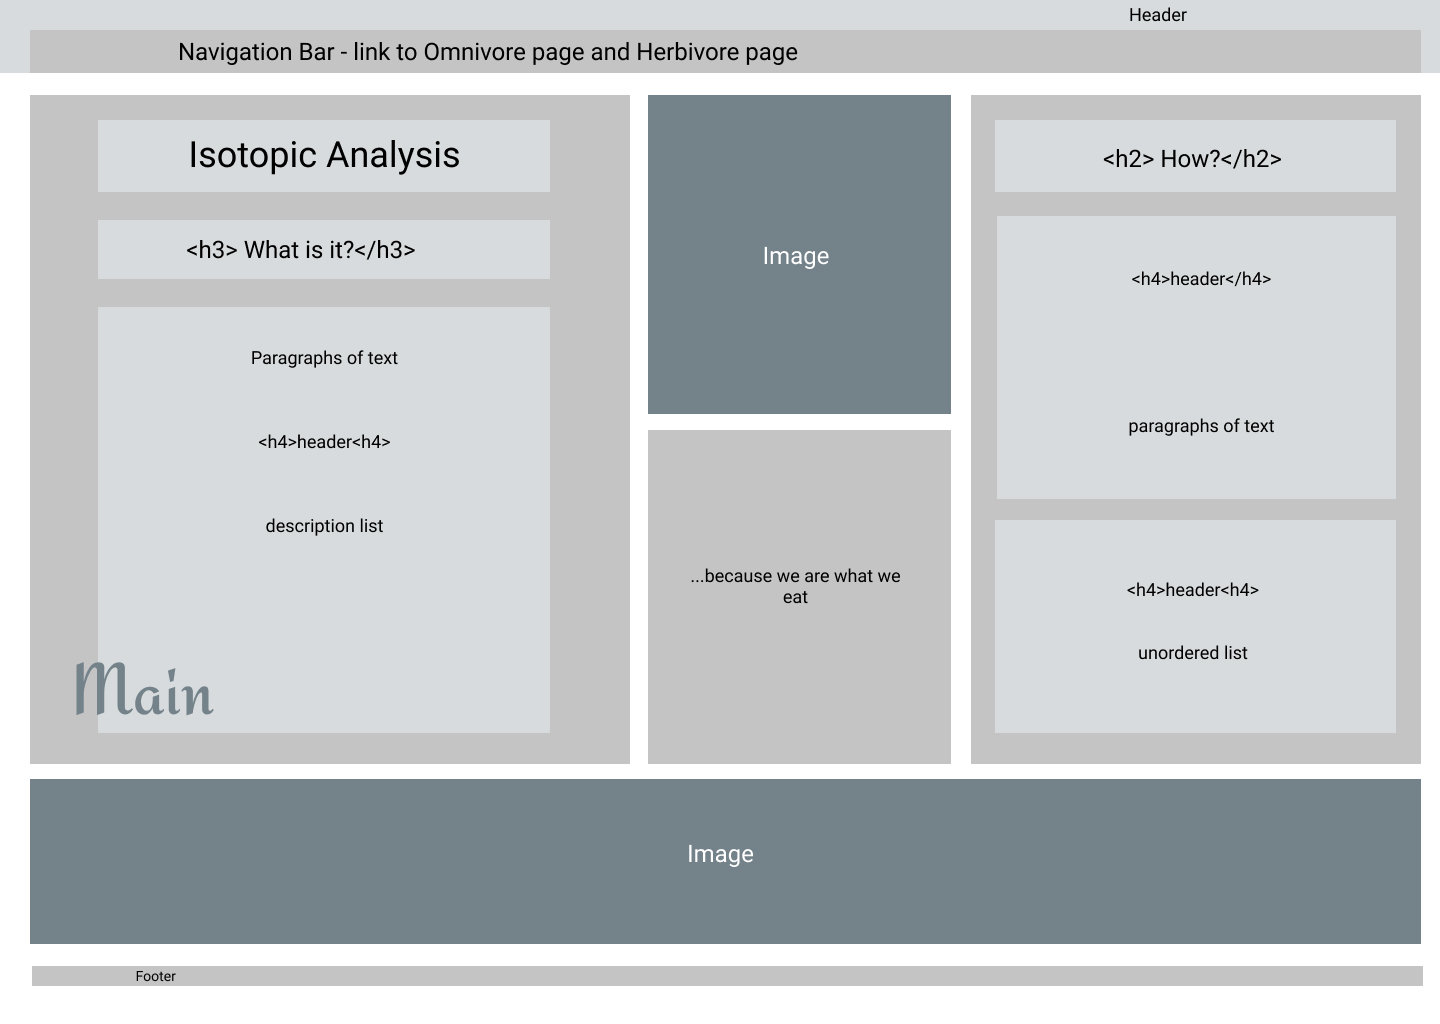 Header
Navigation Bar - link to Omnivore page and Herbivore page
Isotopic Analysis
<h3> What is it?</h3>
Paragraphs of text
<h4>header<h4>
description list
Main
Image
...because we are what we
eat
<h2> How?</h2>
<h4>header</h4>
paragraphs of text
<h4>header<h4>
unordered list
Image
Footer